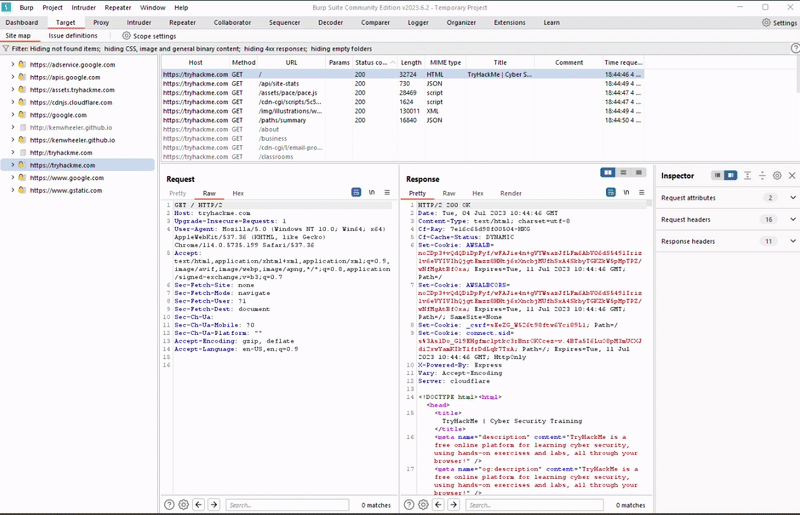 Burp Project Intruder Repeater Window Help Burp Suite Community Edition v2023.6.2 - Temporary Project
Dashboard Target Proxy Intruder Repeater Collaborator Sequencer Decoder Comparer Logger Organizer Extensions Learn Settings
Site map Issue definitions Scope settings
Filter: Hiding not found items; hiding CSS, image and general binary content; hiding 4xx responses; hiding empty folders
https://adservice.google.com
https://apis.google.com
https://assets.tryhackme.com
https://cdnjs.cloudflare.com
https://google.com
http://kenwheeler.github.io
https://kenwheeler.github.io
http://tryhackme.com
https://tryhackme.com
https://www.google.com
https://www.gstatic.com
Host Method URL Params Status co... Length MIME type Title Comment Time reque...
https://tryhackme.com GET / 200 32724 HTML TryHackMe | Cyber S... 18:44:46 4 ...
https://tryhackme.com GET /api/site-stats 200 730 JSON 18:44:49 4 ...
https://tryhackme.com GET /assets/pace/pace.js 200 28469 script 18:44:47 4 ...
https://tryhackme.com GET /cdn-cgi/scripts/5c5... 200 1624 script 18:44:47 4 ...
https://tryhackme.com GET /img/illustrations/w... 200 130011 XML 18:44:49 4 ...
https://tryhackme.com GET /paths/summary 200 16840 JSON 18:44:50 4 ...
https://tryhackme.com GET /about
https://tryhackme.com GET /business
https://tryhackme.com GET /cdn-cgi/l/email-pro...
https://tryhackme.com GET /classrooms
Request
Pretty Raw Hex
\n
1 GET / HTTP/2
2 Host: tryhackme.com
3 Upgrade-Insecure-Requests: 1
4 User-Agent: Mozilla/5.0 (Windows NT 10.0; Win64; x64)
AppleWebKit/537.36 (KHTML, like Gecko)
Chrome/114.0.5735.199 Safari/537.36
5 Accept:
text/html,application/xhtml+xml,application/xml;q=0.9,
image/avif,image/webp,image/apng,*/*;q=0.8,application
/signed-exchange;v=b3;q=0.7
6 Sec-Fetch-Site: none
7 Sec-Fetch-Mode: navigate
8 Sec-Fetch-User: ?1
9 Sec-Fetch-Dest: document
10 Sec-Ch-Ua:
11 Sec-Ch-Ua-Mobile: ?0
12 Sec-Ch-Ua-Platform: ""
13 Accept-Encoding: gzip, deflate
14 Accept-Language: en-US,en;q=0.9
15
16
Search... 0 matches
Response
Pretty Raw Hex Render
\n
1 HTTP/2 200 OK
2 Date: Tue, 04 Jul 2023 10:44:46 GMT
3 Content-Type: text/html; charset=utf-8
4 Cf-Ray:
5 Cf-Cache-Status: DYNAMIC
6 Set-Cookie: AWSALB=
Expires=Tue, 11 Jul 2023 10:44:46 GMT;
Path=/
7 Set-Cookie: AWSALBCORS=
Expires=Tue, 11 Jul 2023 10:44:46 GMT;
Path=/; SameSite=None
8 Set-Cookie: _csrf= Path=/
9 Set-Cookie: connect.sid=
Path=/; Expires=Tue, 11 Jul
2023 10:44:46 GMT; HttpOnly
10 X-Powered-By: Express
11 Vary: Accept-Encoding
12 Server: cloudflare
13
14 <!DOCTYPE html><html>
<head>
15 <title>
TryHackMe | Cyber Security Training
</title>
16 <meta name="description" content="TryHackMe is a
free online platform for learning cyber security,
using hands-on exercises and labs, all through your
browser!" />
17 <meta name="og:description" content="TryHackMe is
a free online platform for learning cyber security,
using hands-on exercises and labs, all through your
browser!" />
Search... 0 matches
Inspector
Request attributes 2
Request headers 16
Response headers 11